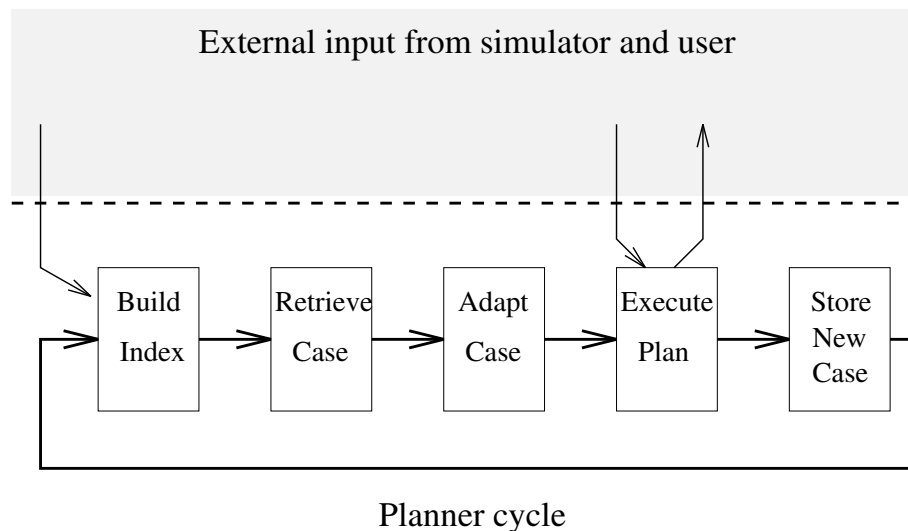 External input from simulator and user
Build
Index
Retrieve
Case
Adapt
Case
Execute
Plan
Store
New
Case
Planner cycle